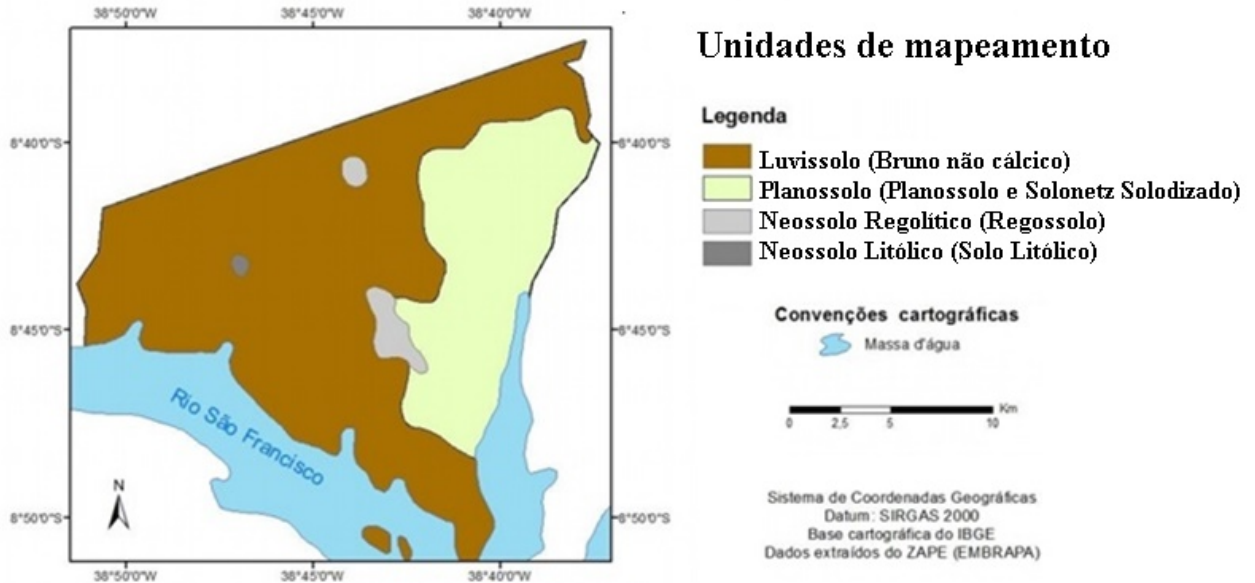 38°50'0"W 38°45'0"W 38°40'0"W
8°40'0"S 8°40'0"S
8°45'0"S 8°45'0"S
8°50'0"S 8°50'0"S
Rio São Francisco
N
38°50'0"W 38°45'0"W 38°40'0"W
Unidades de mapeamento
Legenda
Luvissolo (Bruno não cálcico)
Planossolo (Planossolo e Solonetz Solodizado)
Neossolo Regolítico (Regossolo)
Neossolo Litólico (Solo Litólico)
Convenções cartográficas
Massa d'água
Km
0 2,5 5 10
Sistema de Coordenadas Geográficas
Datum: SIRGAS 2000
Base cartográfica do IBGE
Dados extraídos do ZAPE (EMBRAPA)